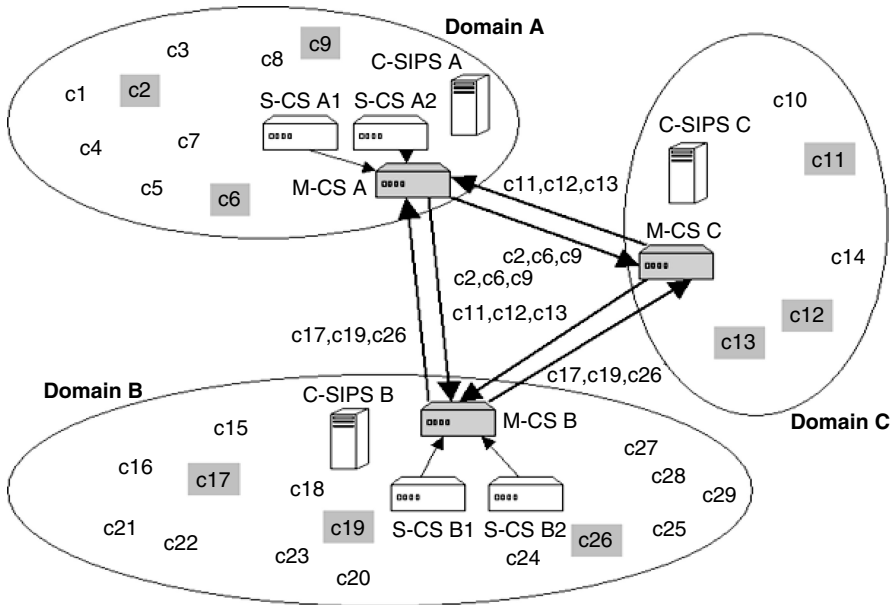 Domain A
c3
c8
c9
C-SIPS A
c1
c2
S-CS A1
S-CS A2
c10
c4
c7
C-SIPS C
c11
c5
c6
M-CS A
c11,c12,c13
M-CS C
c2,c6,c9
c14
c2,c6,c9
c11,c12,c13
c12
c17,c19,c26
c13
c17,c19,c26
Domain B
C-SIPS B
M-CS B
Domain C
c15
c27
c16
c17
c18
c28
c29
c21
c22
c19
S-CS B1
S-CS B2
c26
c25
c23
c24
c20